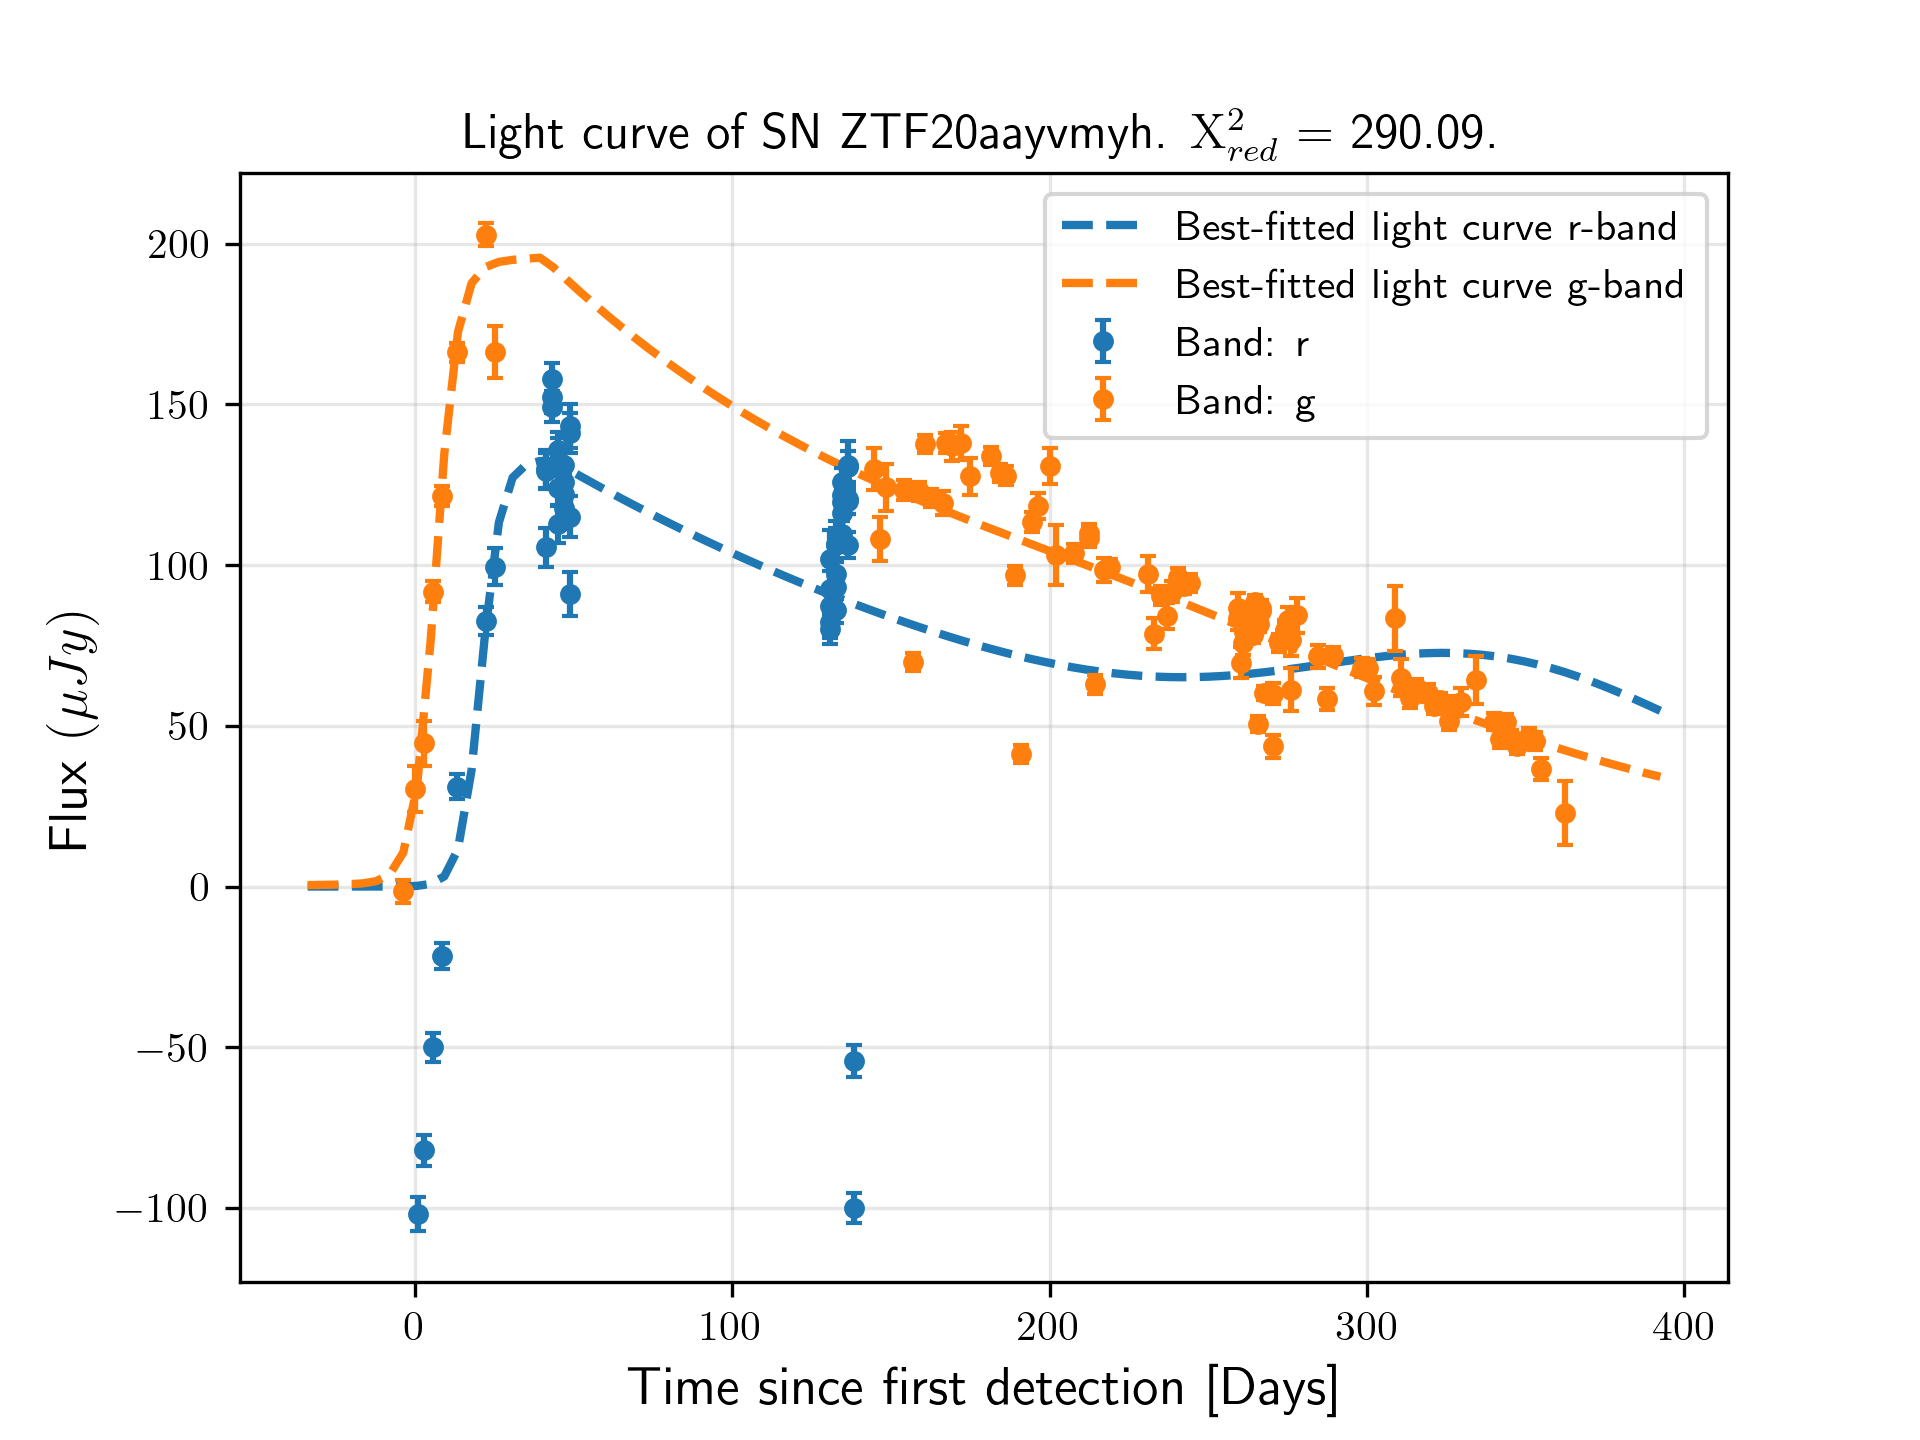 Light curve of SN ZTF20aayvmyh. X²red = 290.09.
Best-fitted light curve r-band
Best-fitted light curve g-band
Band: r
Band: g
200
150
100
50
0
−50
−100
Flux (μJy)
0 100 200 300 400
Time since first detection [Days]